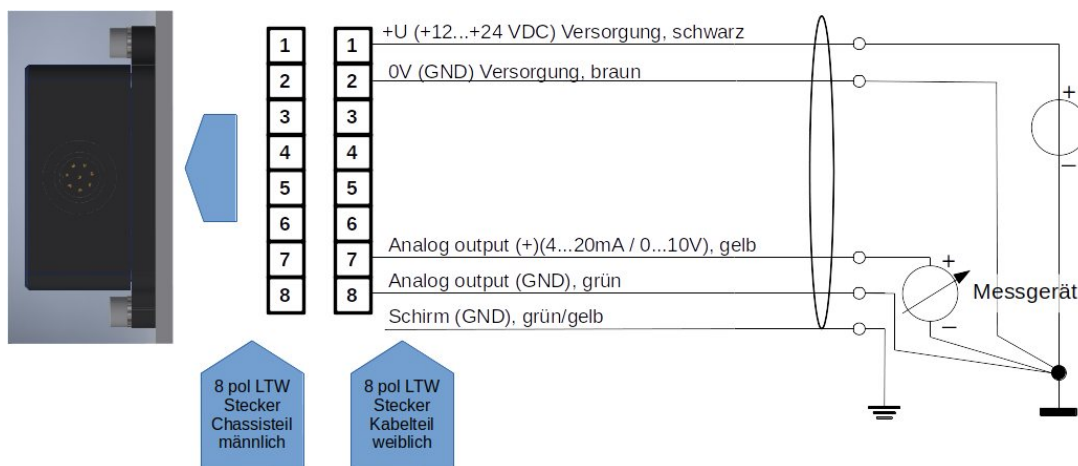 +U (+12...+24 VDC) Versorgung, schwarz
1
1
0V (GND) Versorgung, braun
2
2
3
3
4
4
5
5
6
6
Analog output (+)(4...20mA / 0...10V), gelb
7
7
Analog output (GND), grün
8
8
Schirm (GND), grün/gelb
+
−
+
−
Messgerät
8 pol LTW
Stecker
Chassisteil
männlich
8 pol LTW
Stecker
Kabelteil
weiblich